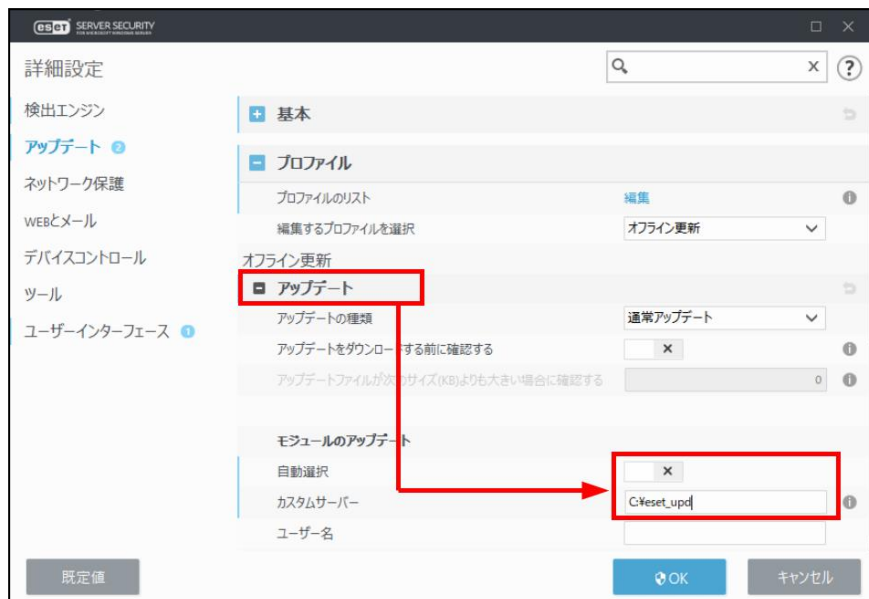 eset SERVER SECURITY
FOR MICROSOFT WINDOWS SERVER
詳細設定
検出エンジン
アップデート 2
ネットワーク保護
WEBとメール
デバイスコントロール
ツール
ユーザーインターフェース 1
基本
プロファイル
プロファイルのリスト 編集
編集するプロファイルを選択 オフライン更新
オフライン更新
アップデート
アップデートの種類 通常アップデート
アップデートをダウンロードする前に確認する
アップデートファイルが次のサイズ(KB)よりも大きい場合に確認する 0
モジュールのアップデート
自動選択
カスタムサーバー C:¥eset_upd
ユーザー名
既定値 OK キャンセル